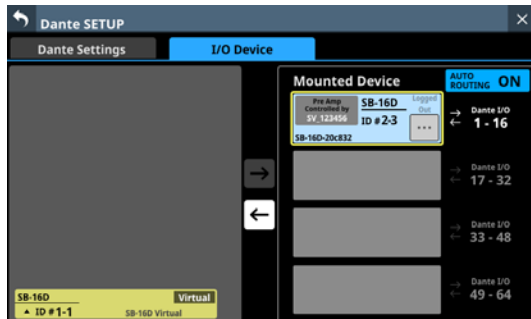 Dante SETUP
Dante Settings
I/O Device
Mounted Device
AUTO ROUTING ON
Pre Amp
Controlled by
SV_123456
SB-16D
ID # 2-3
Logged
Out
...
SB-16D-20c832
Dante I/O
1 - 16
Dante I/O
17 - 32
Dante I/O
33 - 48
Dante I/O
49 - 64
SB-16D
Virtual
ID # 1-1
SB-16D Virtual